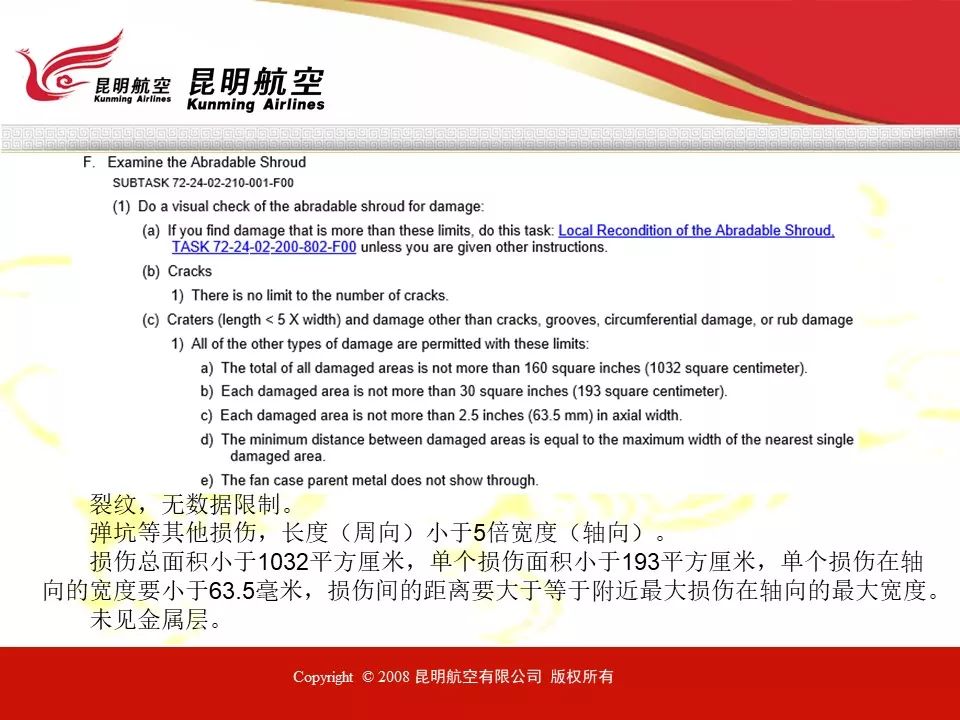 昆明航空
Kunming Airlines
昆明航空
Kunming Airlines
F. Examine the Abradable Shroud
SUBTASK 72-24-02-210-001-F00
(1) Do a visual check of the abradable shroud for damage:
(a) If you find damage that is more than these limits, do this task: Local Recondition of the Abradable Shroud,
TASK 72-24-02-200-802-F00 unless you are given other instructions.
(b) Cracks
1) There is no limit to the number of cracks.
(c) Craters (length < 5 X width) and damage other than cracks, grooves, circumferential damage, or rub damage
1) All of the other types of damage are permitted with these limits:
a) The total of all damaged areas is not more than 160 square inches (1032 square centimeter).
b) Each damaged area is not more than 30 square inches (193 square centimeter).
c) Each damaged area is not more than 2.5 inches (63.5 mm) in axial width.
d) The minimum distance between damaged areas is equal to the maximum width of the nearest single
damaged area.
e) The fan case parent metal does not show through.
裂纹，无数据限制。
弹坑等其他损伤，长度（周向）小于5倍宽度（轴向）。
损伤总面积小于1032平方厘米，单个损伤面积小于193平方厘米，单个损伤在轴
向的宽度要小于63.5毫米，损伤间的距离要大于等于附近最大损伤在轴向的最大宽度。
未见金属层。
Copyright © 2008 昆明航空有限公司 版权所有